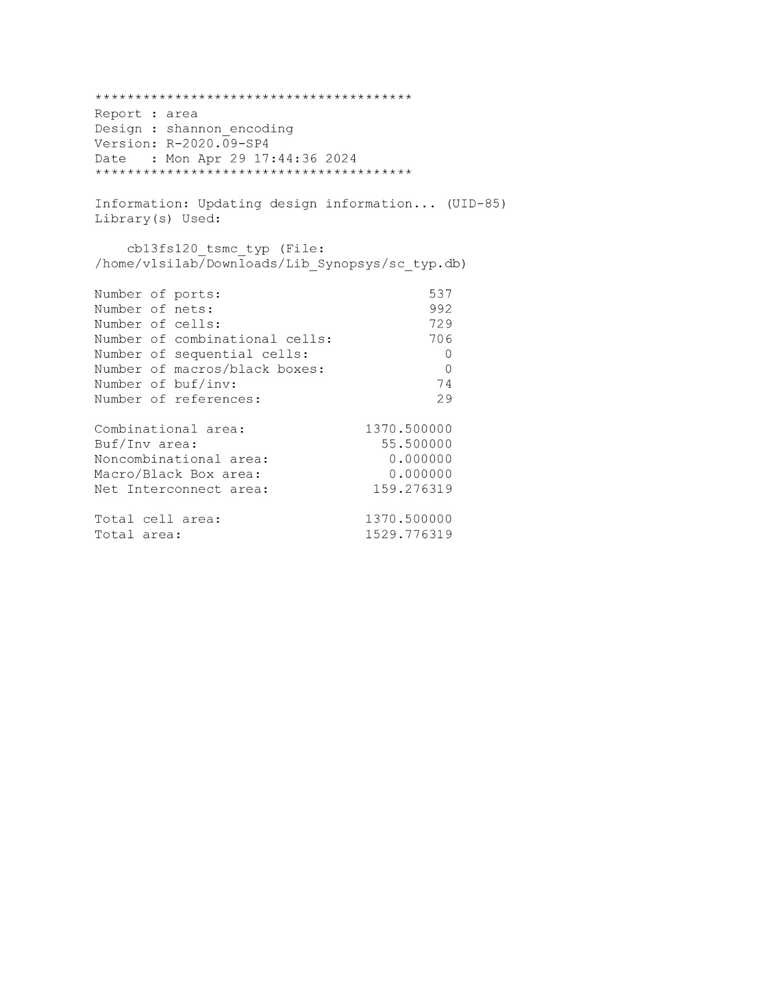 ****************************************
Report : area
Design : shannon_encoding
Version: R-2020.09-SP4
Date   : Mon Apr 29 17:44:36 2024
****************************************
Information: Updating design information... (UID-85)
Library(s) Used:
cb13fs120_tsmc_typ (File:
/home/vlsilab/Downloads/Lib_Synopsys/sc_typ.db)
Number of ports: 537
Number of nets: 992
Number of cells: 729
Number of combinational cells: 706
Number of sequential cells: 0
Number of macros/black boxes: 0
Number of buf/inv: 74
Number of references: 29
Combinational area: 1370.500000
Buf/Inv area: 55.500000
Noncombinational area: 0.000000
Macro/Black Box area: 0.000000
Net Interconnect area: 159.276319
Total cell area: 1370.500000
Total area: 1529.776319